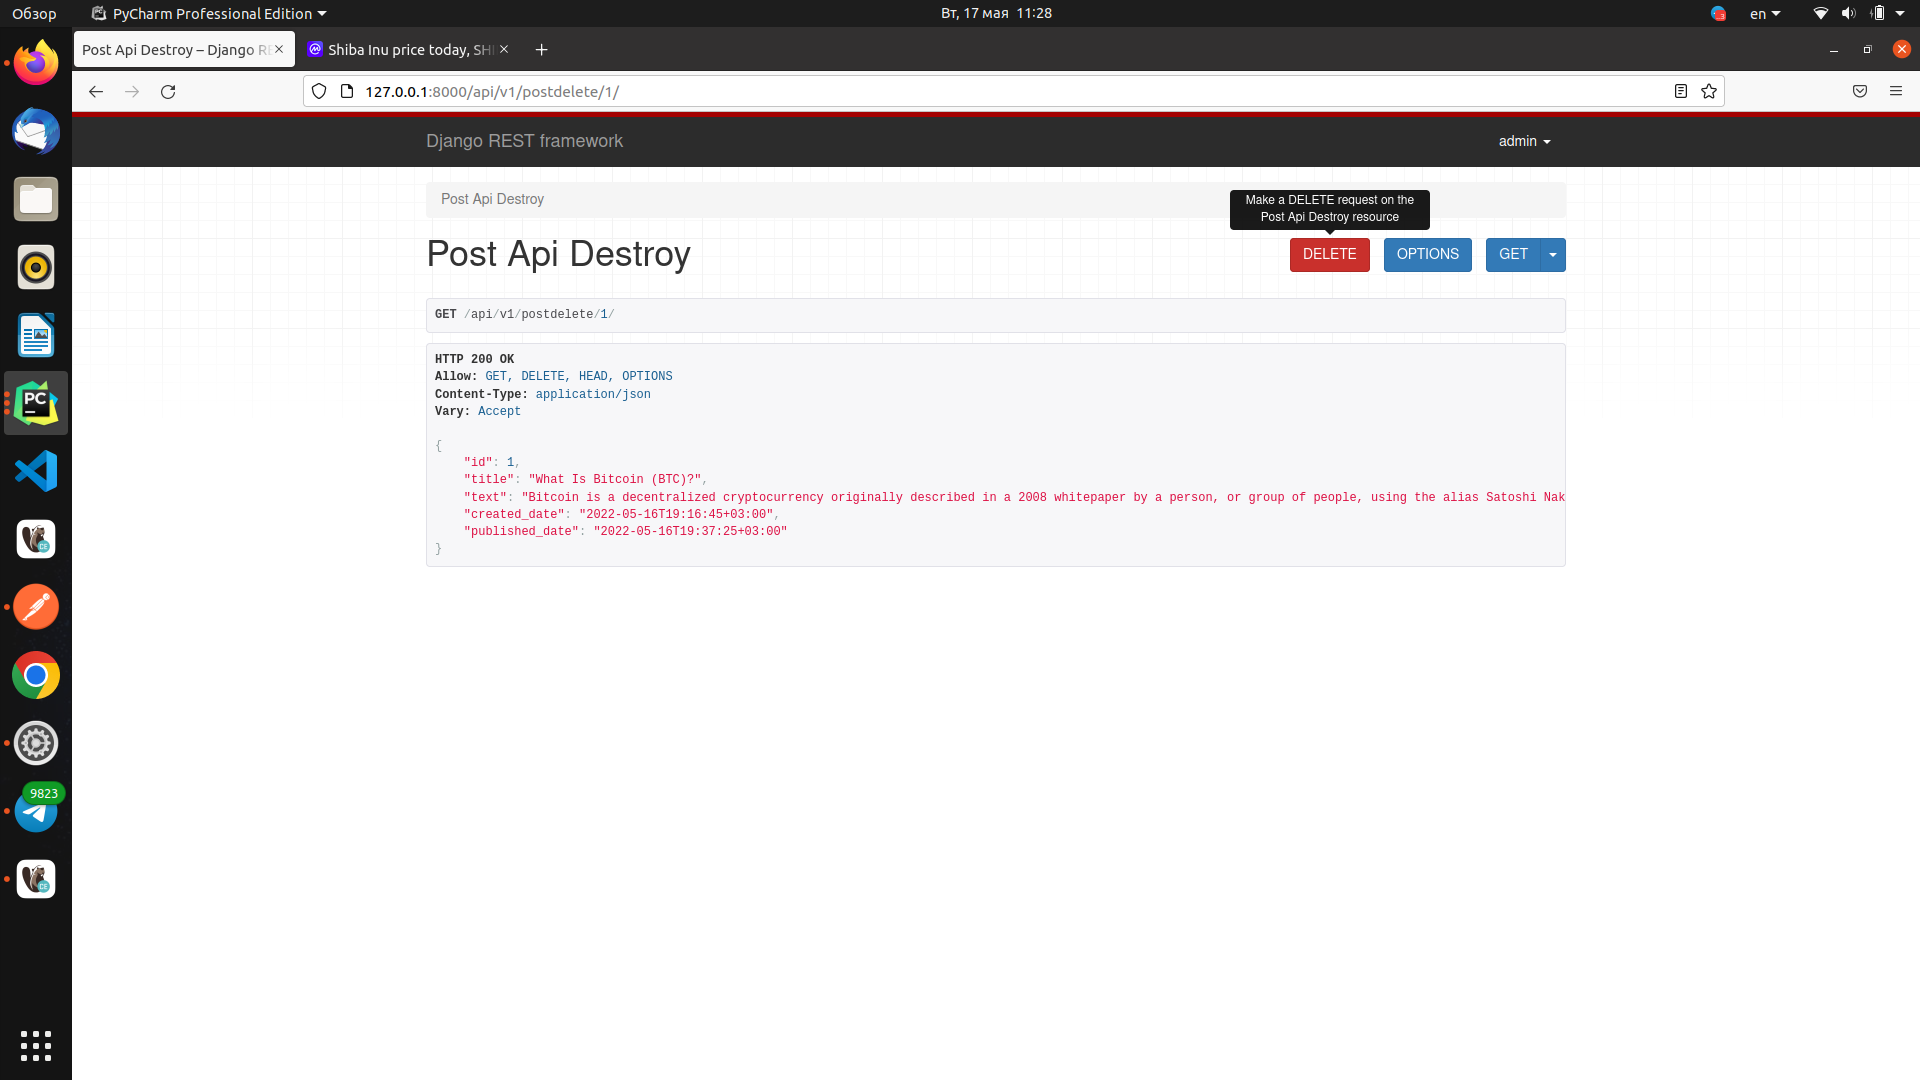 Обзор
PyCharm Professional Edition
Вт, 17 мая 11:28
en
Post Api Destroy – Django RE
Shiba Inu price today, SHI
127.0.0.1:8000/api/v1/postdelete/1/
Django REST framework
admin
Post Api Destroy
Make a DELETE request on the
Post Api Destroy resource
Post Api Destroy
DELETE
OPTIONS
GET
GET /api/v1/postdelete/1/
HTTP 200 OK
Allow: GET, DELETE, HEAD, OPTIONS
Content-Type: application/json
Vary: Accept
{
"id": 1,
"title": "What Is Bitcoin (BTC)?",
"text": "Bitcoin is a decentralized cryptocurrency originally described in a 2008 whitepaper by a person, or group of people, using the alias Satoshi Nak
"created_date": "2022-05-16T19:16:45+03:00",
"published_date": "2022-05-16T19:37:25+03:00"
}
PC
CE
9823
CE